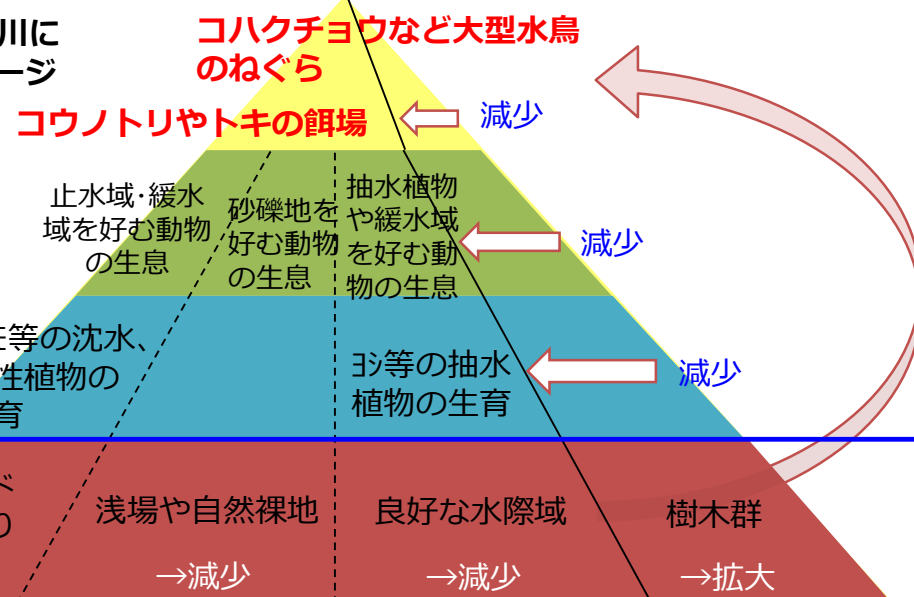 川に
ージ
コハクチョウなど大型水鳥
のねぐら
コウノトリやトキの餌場
減少
止水域・緩水
域を好む動物
の生息
砂礫地を
好む動物
の生息
抽水植物
や緩水域
を好む動
物の生息
減少
等の沈水、
性植物の
育
ヨシ等の抽水
植物の生育
減少
ド
り
浅場や自然裸地
→減少
良好な水際域
→減少
樹木群
→拡大